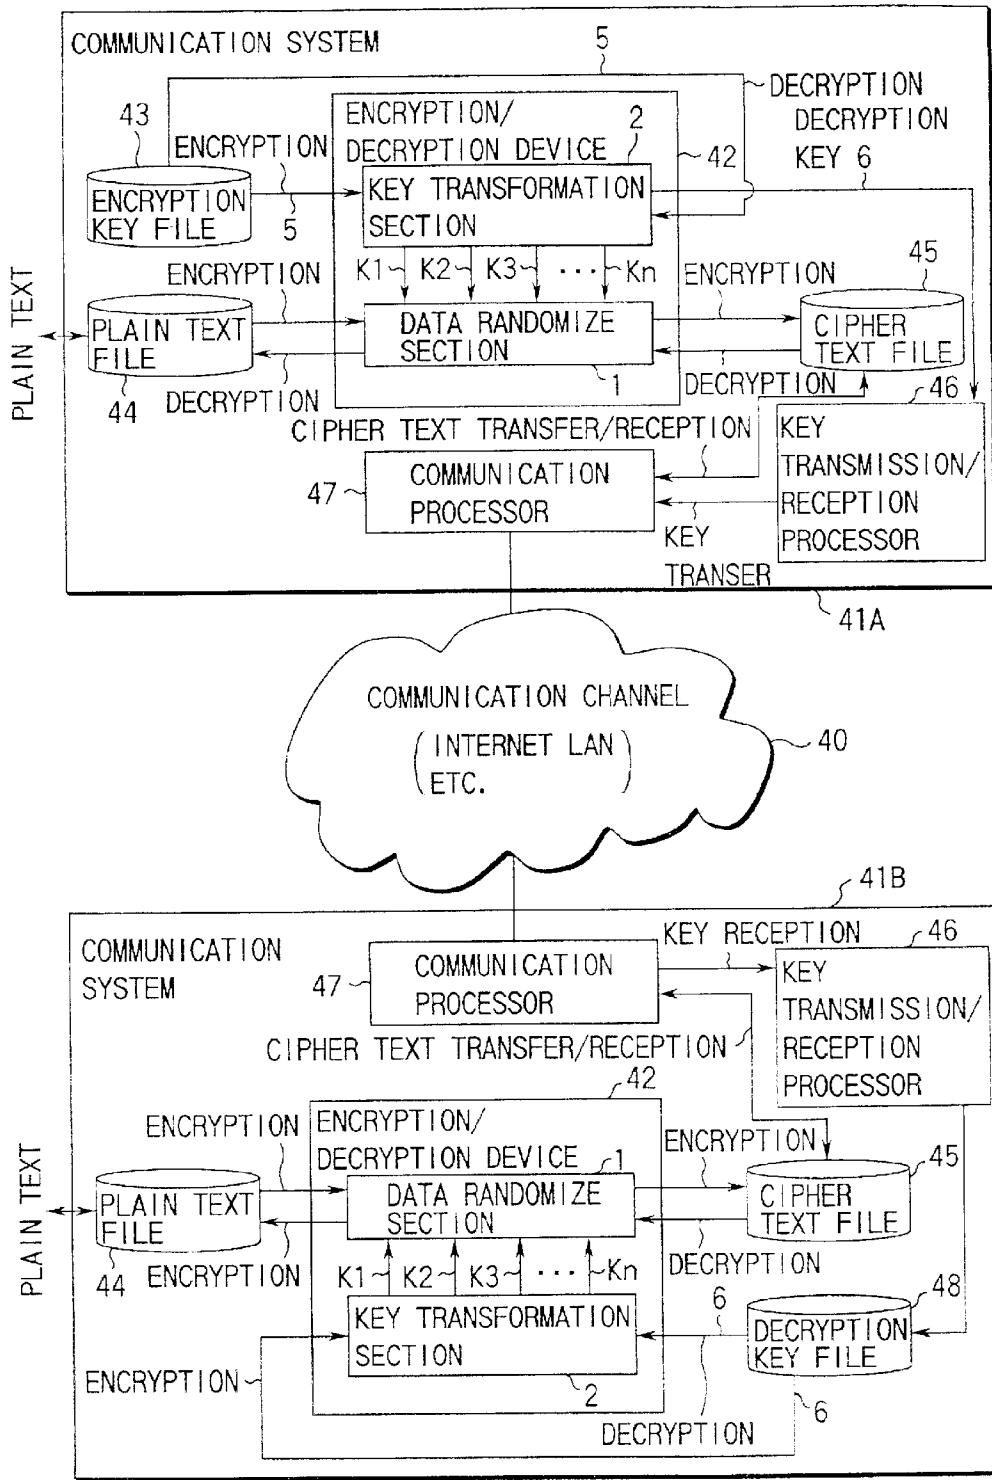 COMMUNICATION SYSTEM
5
DECRYPTION
DECRYPTION
KEY 6
43
ENCRYPTION
ENCRYPTION/
DECRYPTION DEVICE
2
42
ENCRYPTION
KEY FILE
5
KEY TRANSFORMATION
SECTION
K1 K2 K3 ... Kn
ENCRYPTION
ENCRYPTION
45
PLAIN TEXT
PLAIN TEXT
FILE
DATA RANDOMIZE
SECTION
CIPHER
TEXT FILE
44
DECRYPTION
1
DECRYPTION
46
CIPHER TEXT TRANSFER/RECEPTION
KEY
TRANSMISSION/
RECEPTION
PROCESSOR
47
COMMUNICATION
PROCESSOR
KEY
TRANSER
41A
COMMUNICATION CHANNEL
(INTERNET LAN)
ETC.
40
41B
COMMUNICATION
SYSTEM
KEY RECEPTION
46
47
COMMUNICATION
PROCESSOR
KEY
TRANSMISSION/
RECEPTION
PROCESSOR
CIPHER TEXT TRANSFER/RECEPTION
42
ENCRYPTION
ENCRYPTION/
DECRYPTION DEVICE
1
ENCRYPTION
45
PLAIN TEXT
PLAIN TEXT
FILE
DATA RANDOMIZE
SECTION
CIPHER
TEXT FILE
44
ENCRYPTION
DECRYPTION
K1 K2 K3 ... Kn
48
KEY TRANSFORMATION
SECTION
6
DECRYPTION
KEY FILE
ENCRYPTION
2
DECRYPTION
6